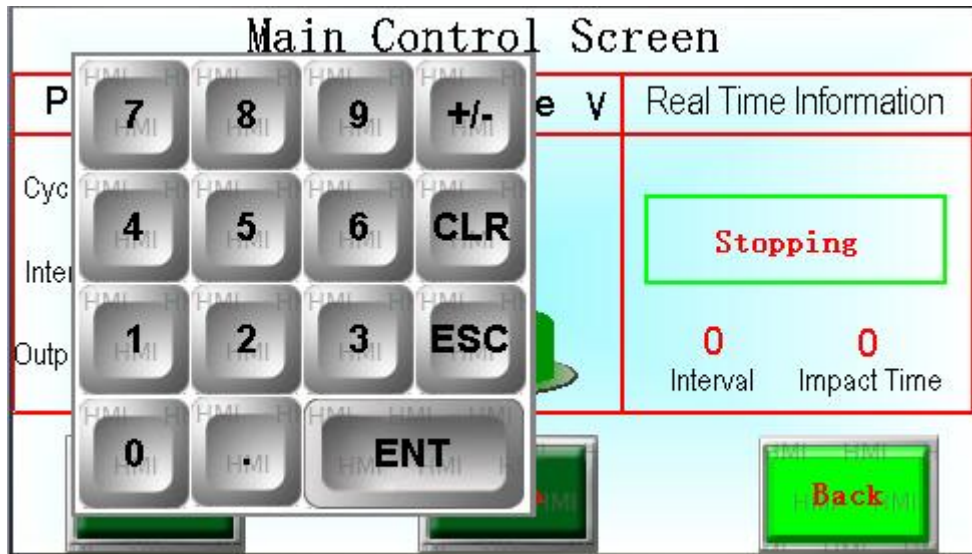 Main Control Screen
P
e V
Real Time Information
7 8 9 +/-
Cyc
4 5 6 CLR
Stopping
Inter
1 2 3 ESC
0 0
Outp
Interval Impact Time
0 . ENT
Back
HMI